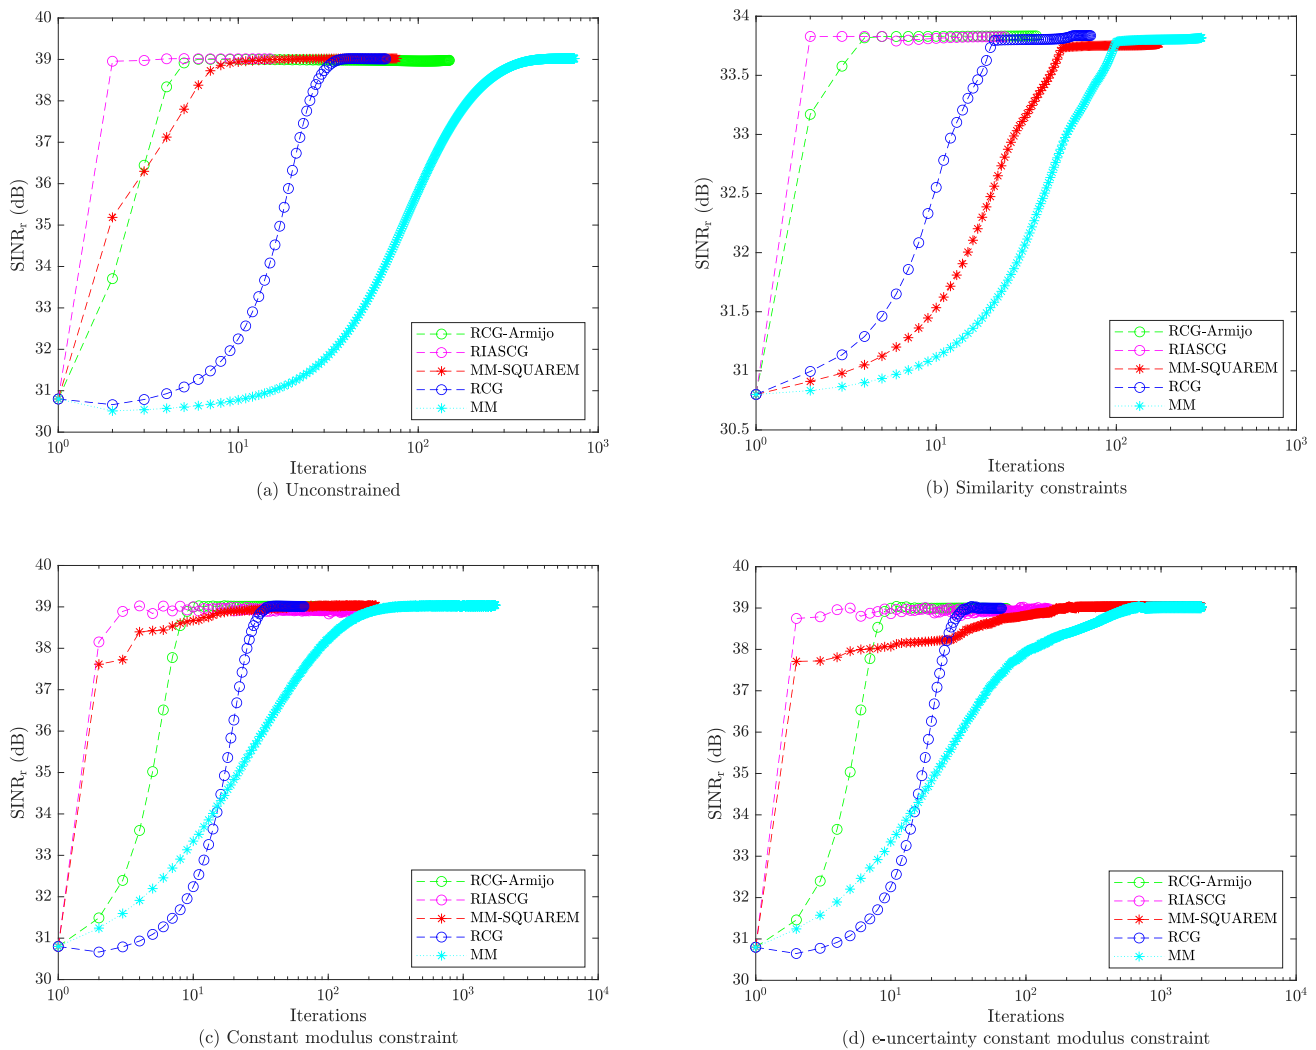 40
39
38
37
36
35
34
33
32
31
30
SINR_r (dB)
10^0
10^1
10^2
10^3
Iterations
RCG-Armijo
RIASCG
MM-SQUAREM
RCG
MM
(a) Unconstrained
34
33.5
33
32.5
32
31.5
31
30.5
SINR_r (dB)
10^0
10^1
10^2
10^3
Iterations
RCG-Armijo
RIASCG
MM-SQUAREM
RCG
MM
(b) Similarity constraints
40
39
38
37
36
35
34
33
32
31
30
SINR_r (dB)
10^0
10^1
10^2
10^3
10^4
Iterations
RCG-Armijo
RIASCG
MM-SQUAREM
RCG
MM
(c) Constant modulus constraint
40
39
38
37
36
35
34
33
32
31
30
SINR_r (dB)
10^0
10^1
10^2
10^3
10^4
Iterations
RCG-Armijo
RIASCG
MM-SQUAREM
RCG
MM
(d) e-uncertainty constant modulus constraint